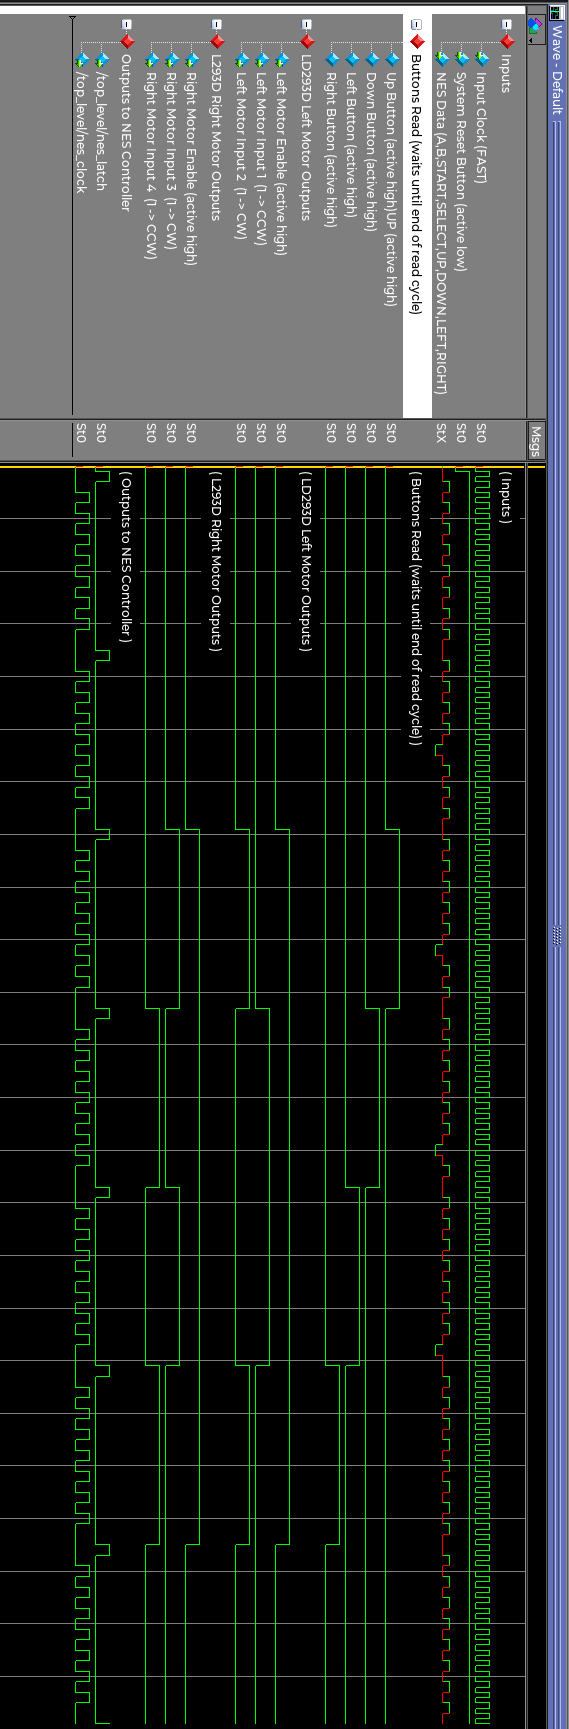 Wave - Default
Msgs
Inputs
Input Clock (FAST)
St0
System Reset Button (active low)
St0
NES Data (A,B,START,SELECT,UP,DOWN,LEFT,RIGHT)
StX
Buttons Read (waits until end of read cycle)
Up Button (active high)UP (active high)
St0
Down Button (active high)
St0
Left Button (active high)
St0
Right Button (active high)
St0
LD293D Left Motor Outputs
Left Motor Enable (active high)
St0
Left Motor Input 1 (1 -> CCW)
St0
Left Motor Input 2 (1 -> CW)
St0
L293D Right Motor Outputs
Right Motor Enable (active high)
St0
Right Motor Input 3 (1 -> CW)
St0
Right Motor Input 4 (1 -> CCW)
St0
Outputs to NES Controller
/top_level/nes_latch
St0
/top_level/nes_clock
St0
( Inputs )
( Buttons Read (waits until end of read cycle) )
( LD293D Left Motor Outputs )
( L293D Right Motor Outputs )
( Outputs to NES Controller )